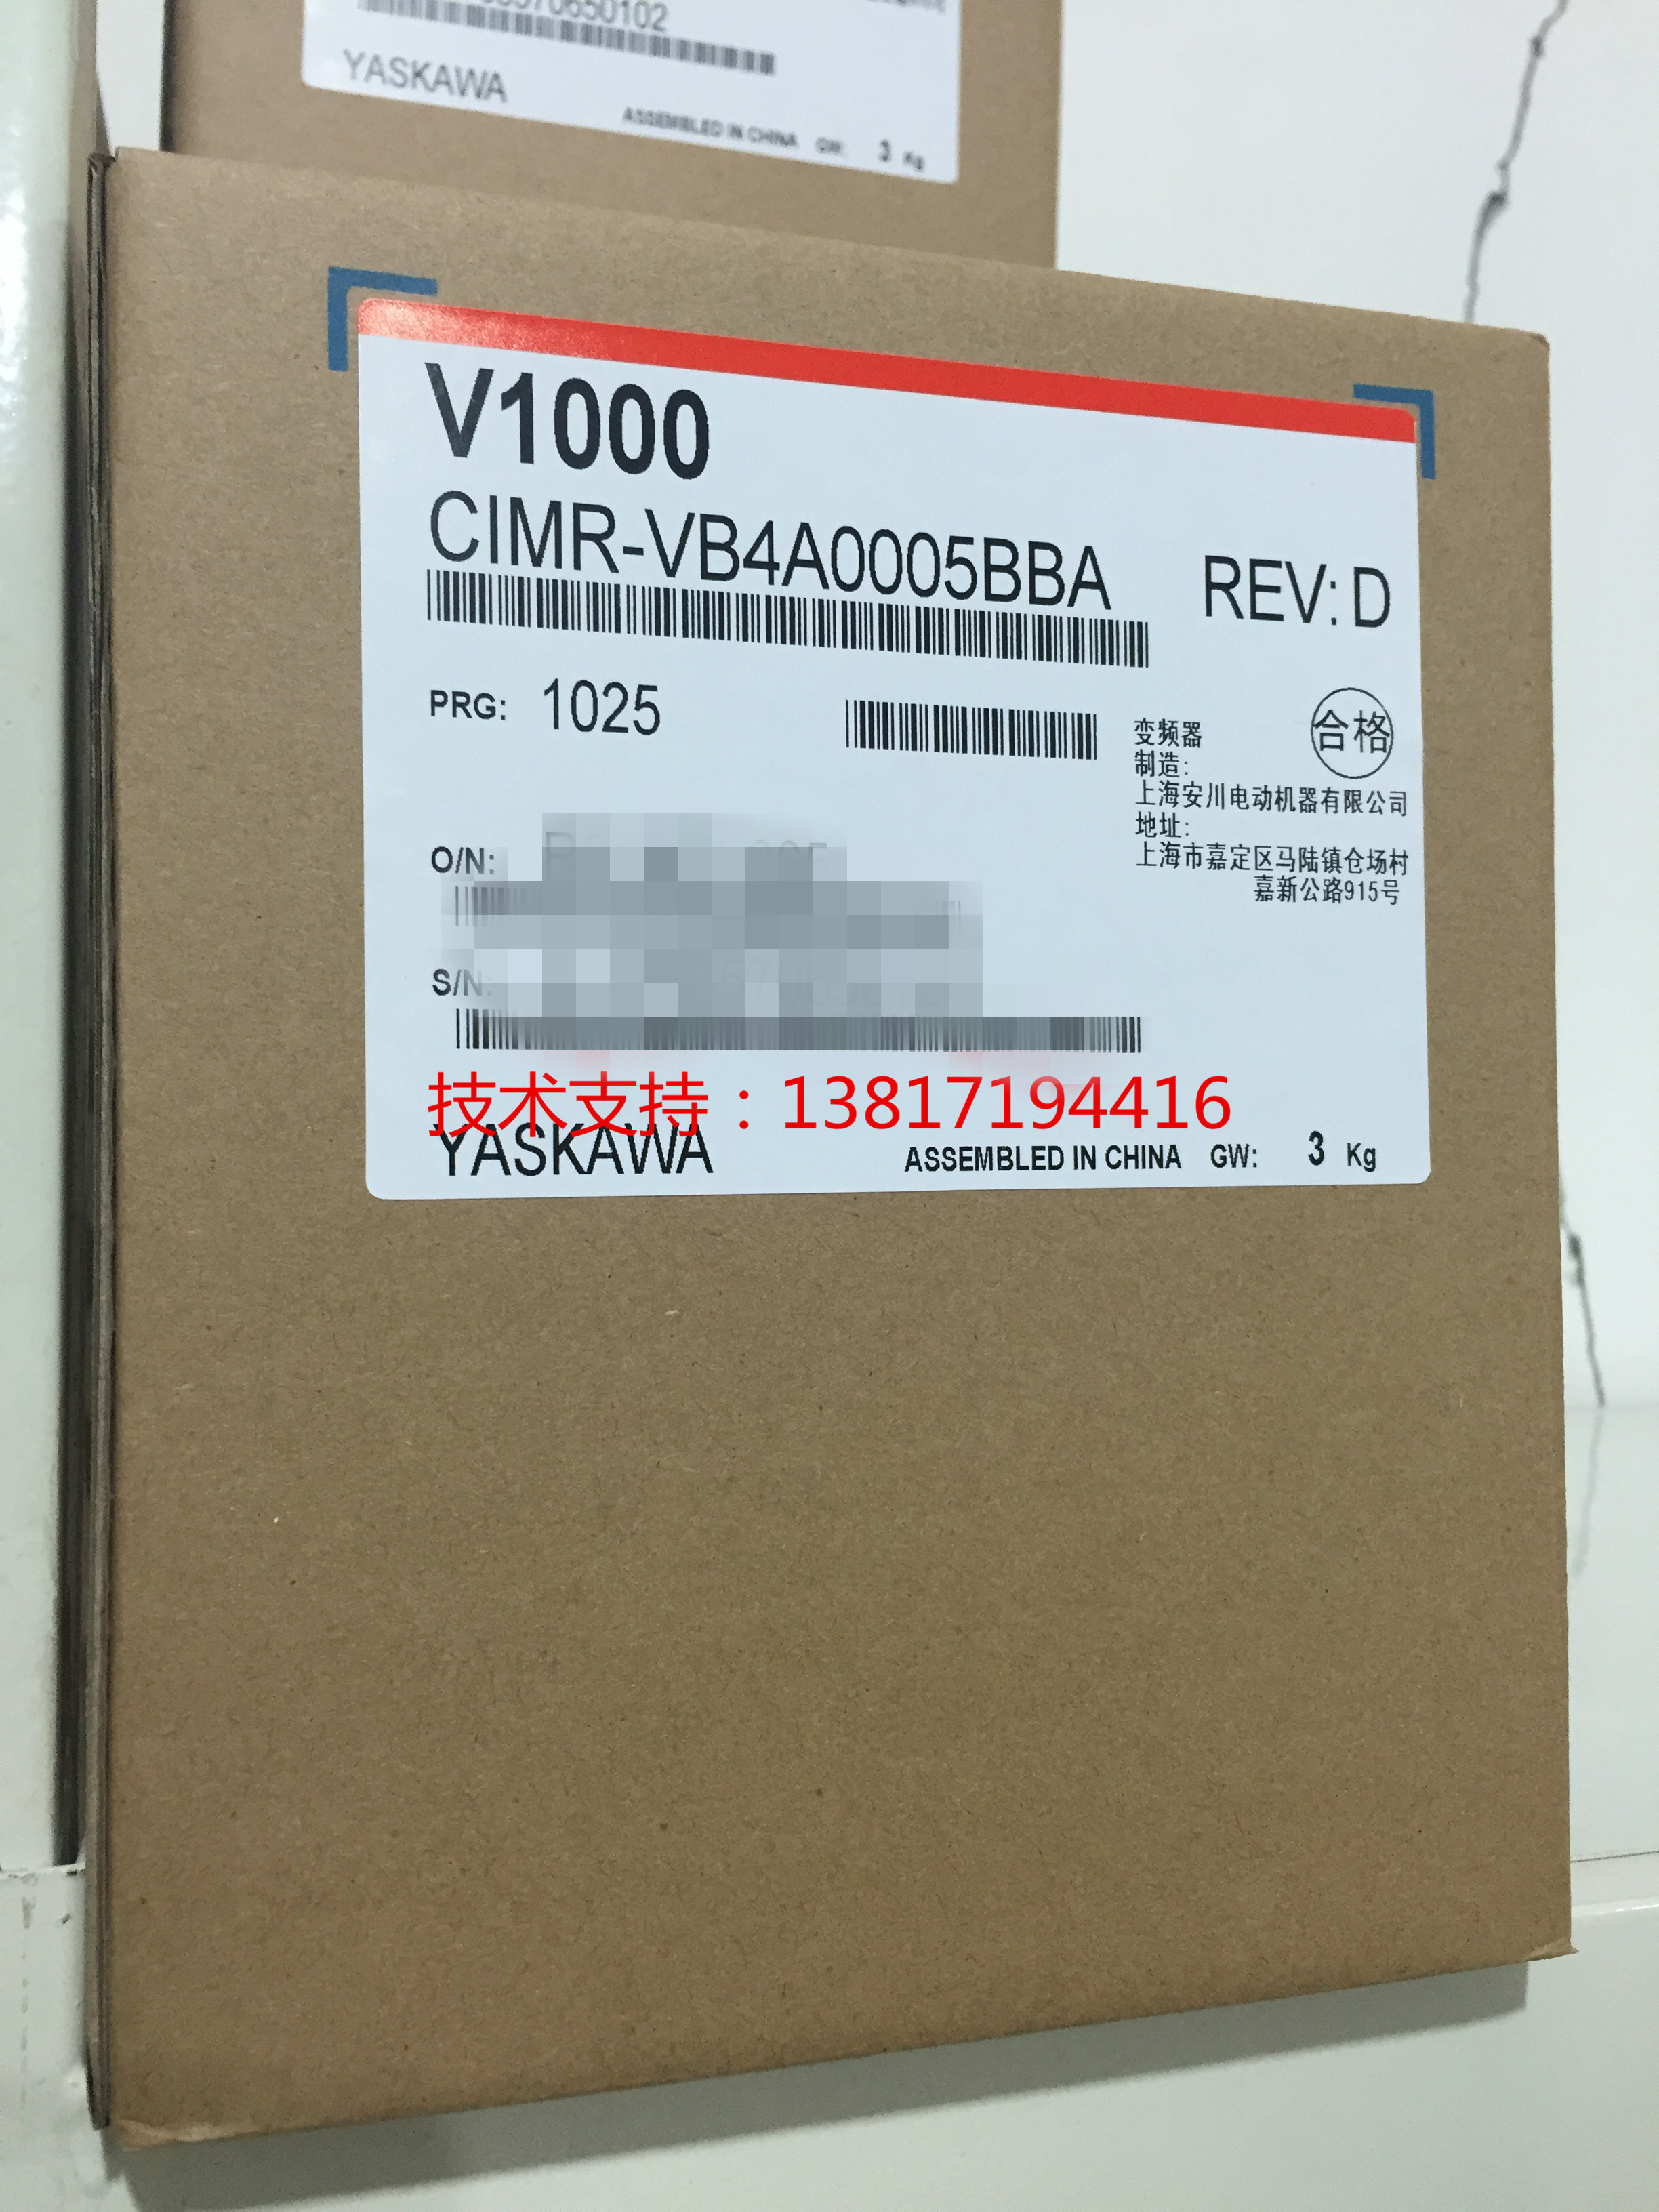 YASKAWA
ASSEMBLED IN CHINA GW: 3 Kg
V1000
CIMR-VB4A0005BBA REV: D
PRG: 1025
变频器
合格
制造:
上海安川电动机器有限公司
地址:
上海市嘉定区马陆镇仓场村
嘉新公路915号
O/N:
S/N:
技术支持：13817194416
YASKAWA ASSEMBLED IN CHINA GW: 3 Kg